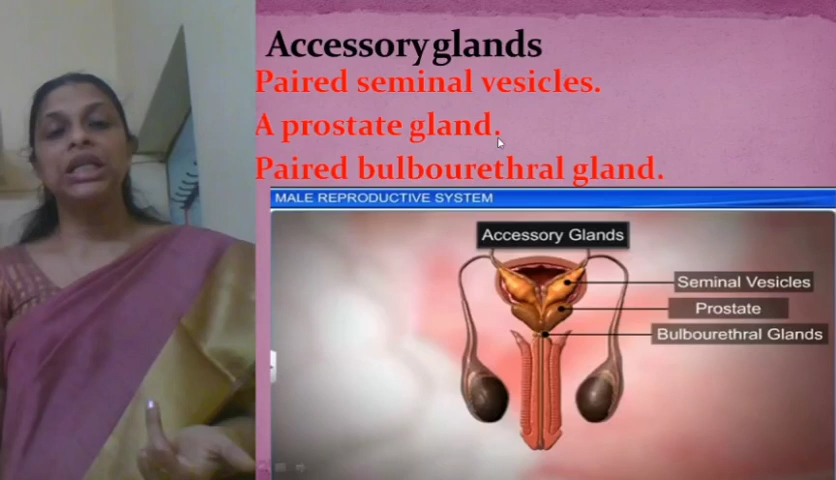 Accessory glands
Paired seminal vesicles.
A prostate gland.
Paired bulbourethral gland.
MALE REPRODUCTIVE SYSTEM
Accessory Glands
Seminal Vesicles
Prostate
Bulbourethral Glands